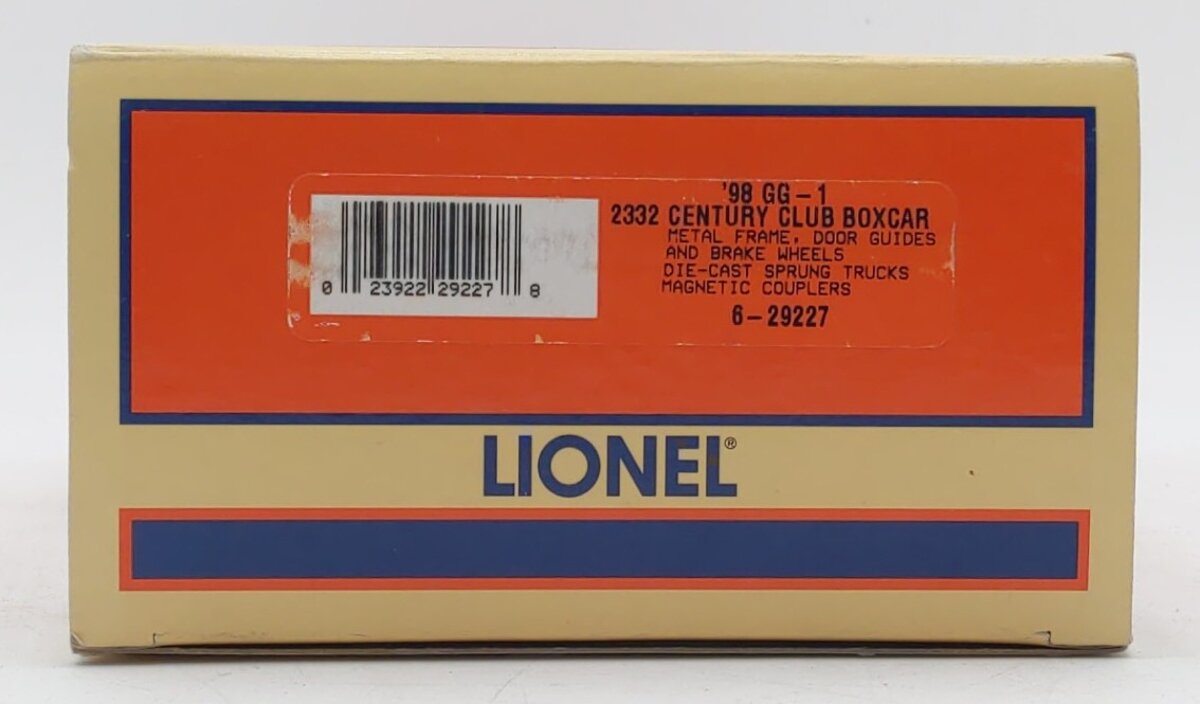 '98 GG-1
2332 CENTURY CLUB BOXCAR
METAL FRAME, DOOR GUIDES
AND BRAKE WHEELS
DIE-CAST SPRUNG TRUCKS
MAGNETIC COUPLERS
6-29227
0 23922 29227 8
LIONEL®